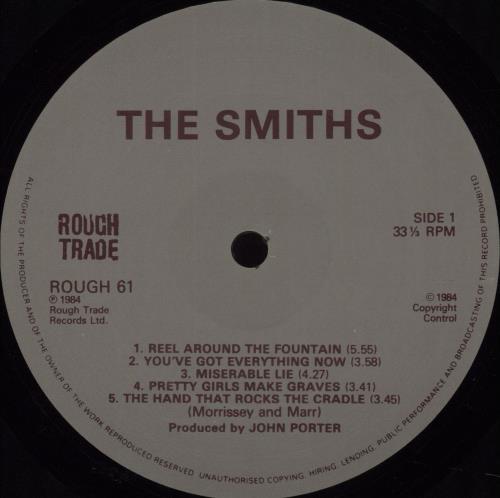 THE SMITHS
ROUGH
TRADE
ROUGH 61
℗ 1984
Rough Trade
Records Ltd.
SIDE 1
33⅓ RPM
© 1984
Copyright
Control
1. REEL AROUND THE FOUNTAIN (5.55)
2. YOU'VE GOT EVERYTHING NOW (3.58)
3. MISERABLE LIE (4.27)
4. PRETTY GIRLS MAKE GRAVES (3.41)
5. THE HAND THAT ROCKS THE CRADLE (3.45)
(Morrissey and Marr)
Produced by JOHN PORTER
ALL RIGHTS OF THE PRODUCER AND OF THE OWNER OF THE WORK REPRODUCED RESERVED. UNAUTHORISED COPYING, HIRING, LENDING, PUBLIC PERFORMANCE AND BROADCASTING OF THIS RECORD PROHIBITED